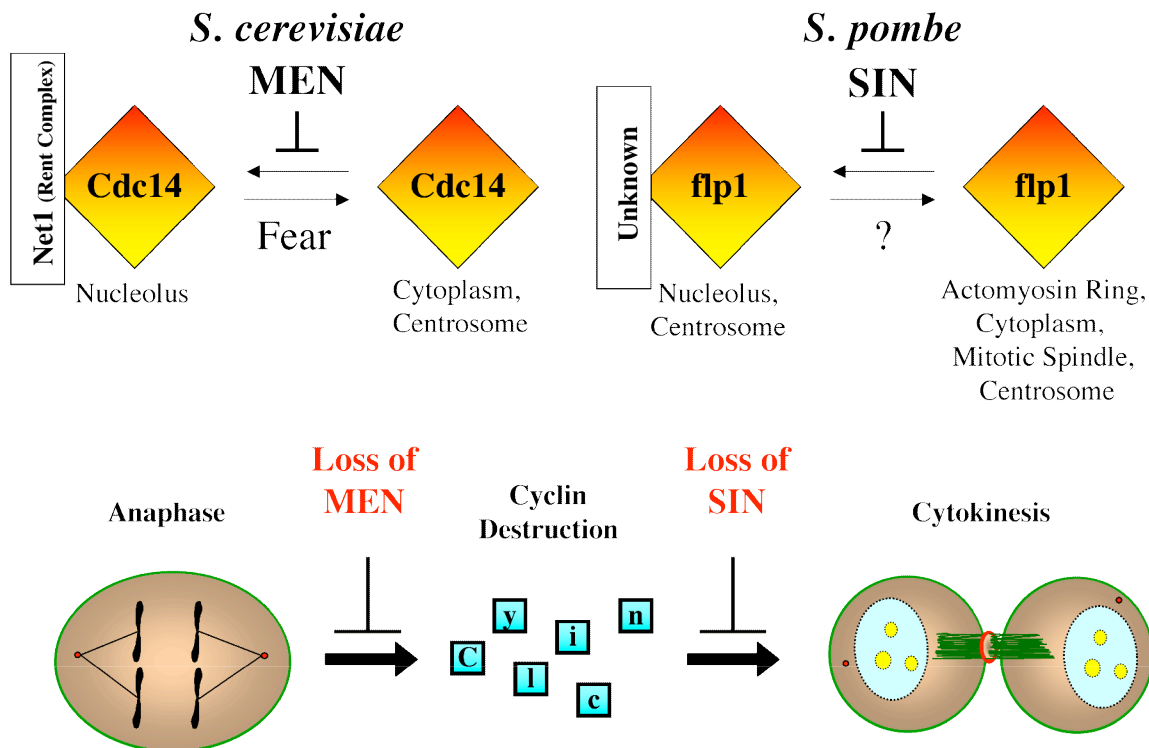 S. cerevisiae
MEN
Net1 (Rent Complex)
Cdc14
Cdc14
Fear
Nucleolus
Cytoplasm,
Centrosome
S. pombe
SIN
Unknown
flp1
flp1
?
Nucleolus,
Centrosome
Actomyosin Ring,
Cytoplasm,
Mitotic Spindle,
Centrosome
Anaphase
Loss of
MEN
Cyclin
Destruction
Loss of
SIN
Cytokinesis
C
y
l
i
c
n